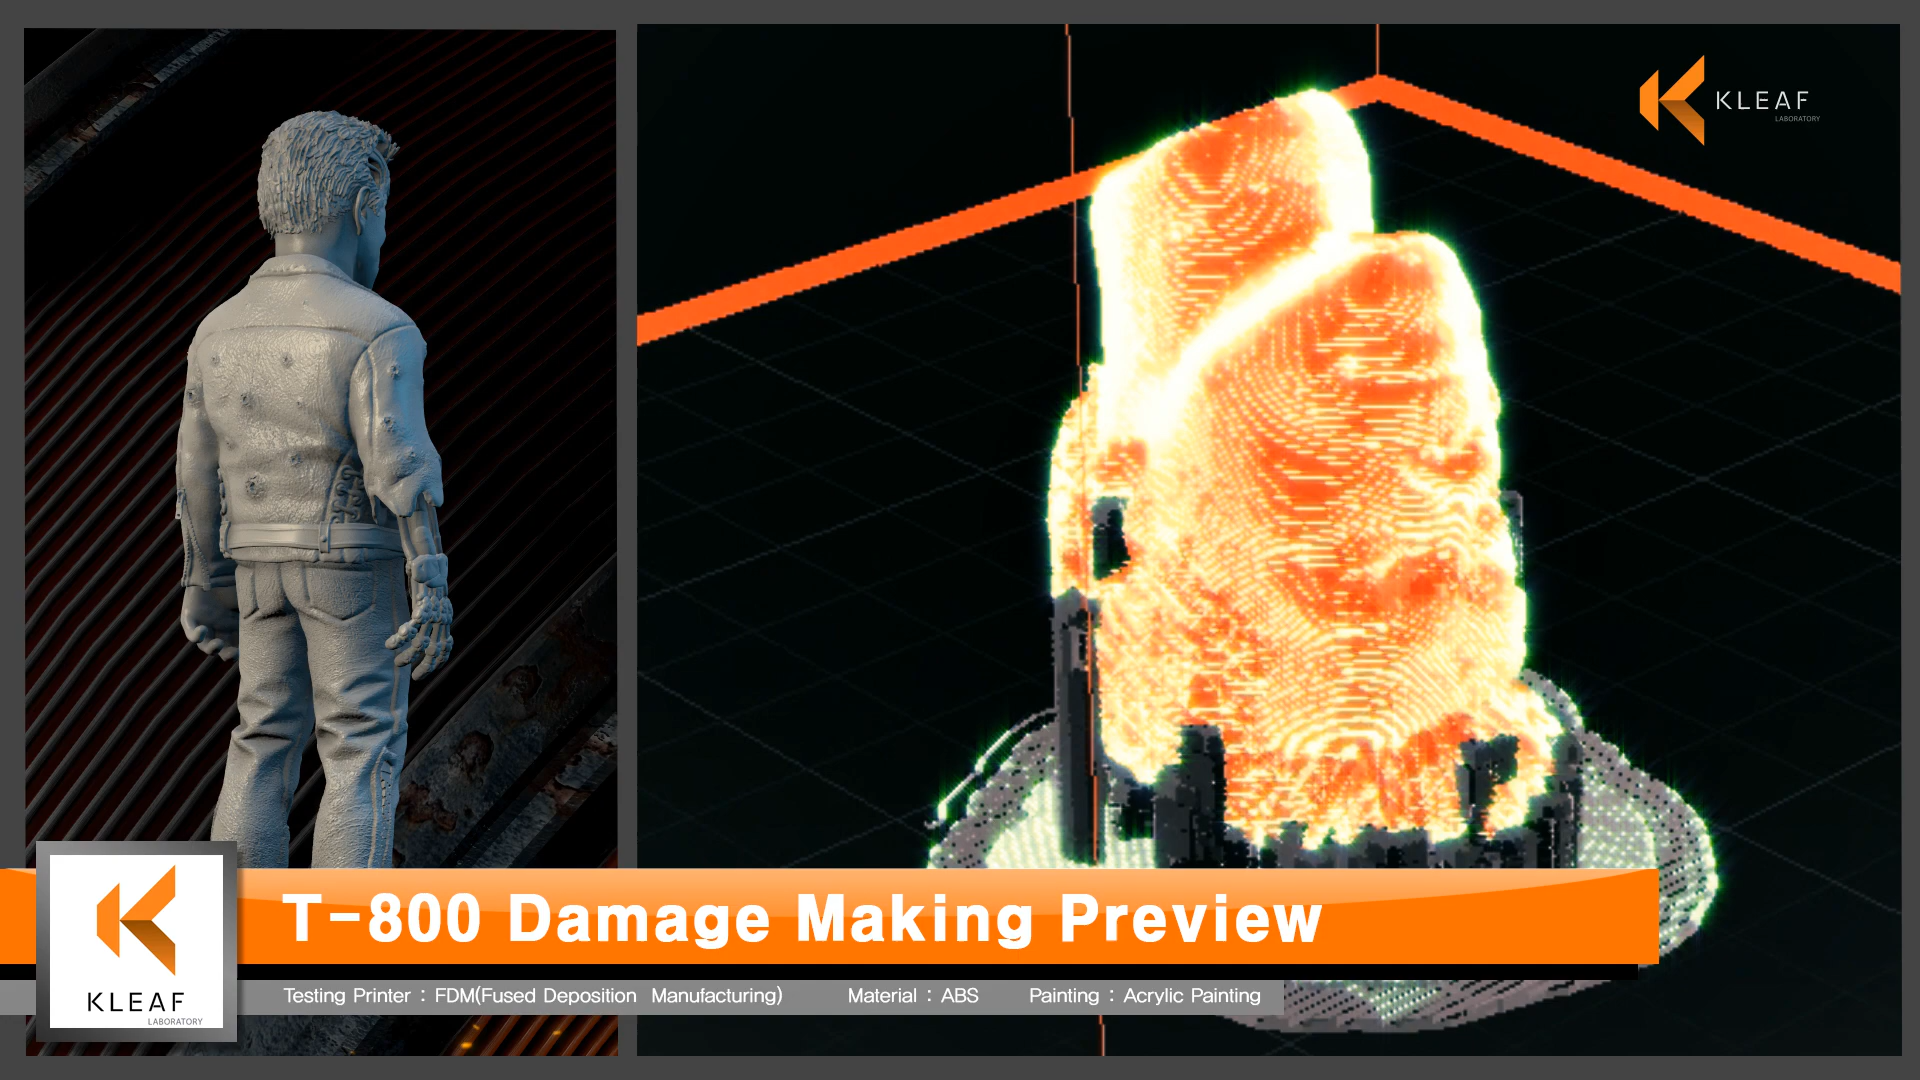 KLEAF
LABORATORY
T-800 Damage Making Preview
KLEAF
LABORATORY
Testing Printer : FDM(Fused Deposition Manufacturing) Material : ABS Painting : Acrylic Painting